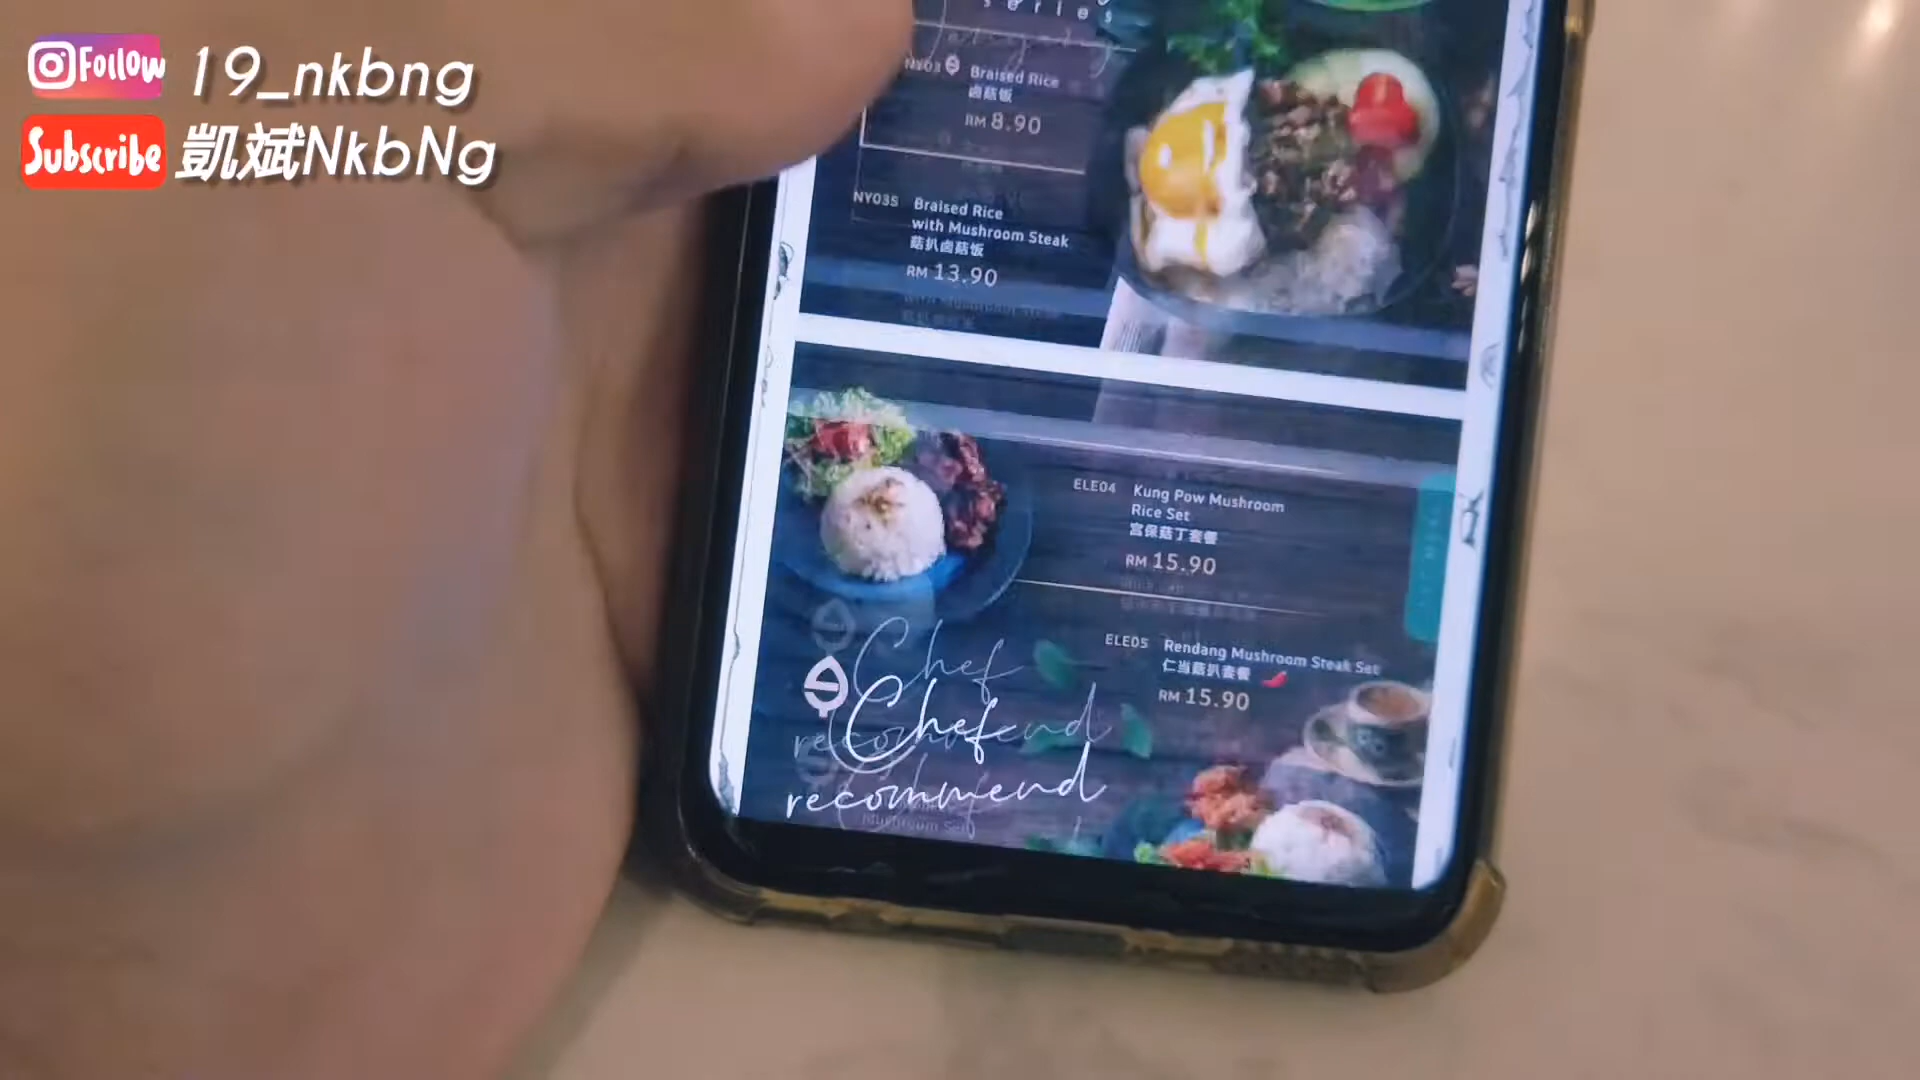 Follow 19_nkbng
Subscribe 凱斌NkbNg
series
NY03 Braised Rice
卤菇饭
RM 8.90
NY03S Braised Rice
with Mushroom Steak
菇扒卤菇饭
RM 13.90
ELE04 Kung Pow Mushroom
Rice Set
宫保菇丁套餐
RM 15.90
ELE05 Rendang Mushroom Steak Set
仁当菇扒套餐
RM 15.90
Chef
recommend